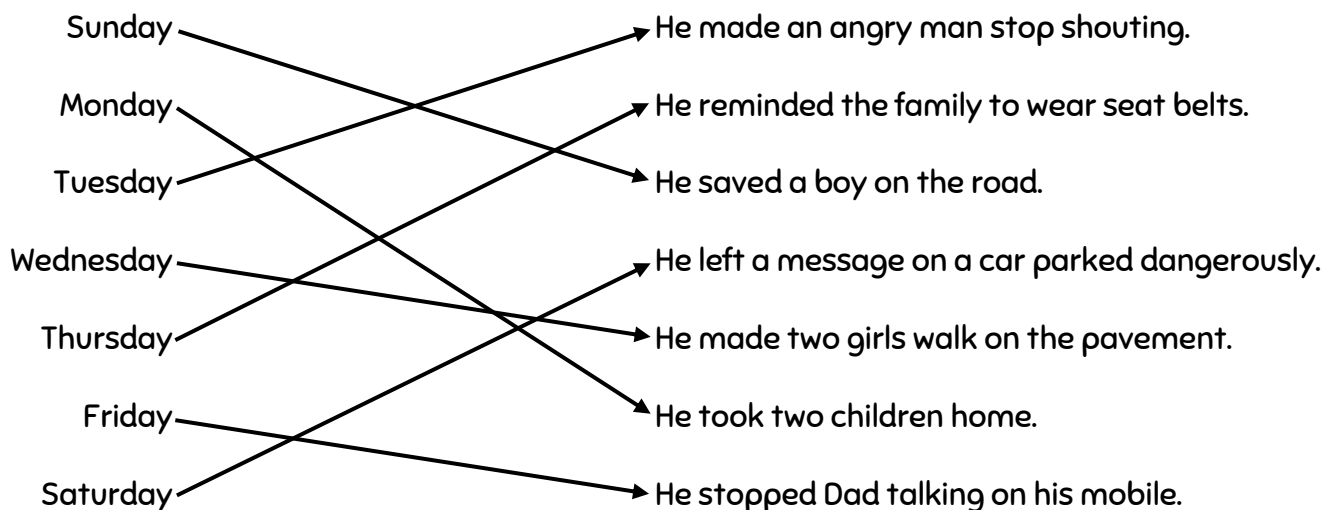 Sunday He made an angry man stop shouting.
Monday He reminded the family to wear seat belts.
Tuesday He saved a boy on the road.
Wednesday He left a message on a car parked dangerously.
Thursday He made two girls walk on the pavement.
Friday He took two children home.
Saturday He stopped Dad talking on his mobile.